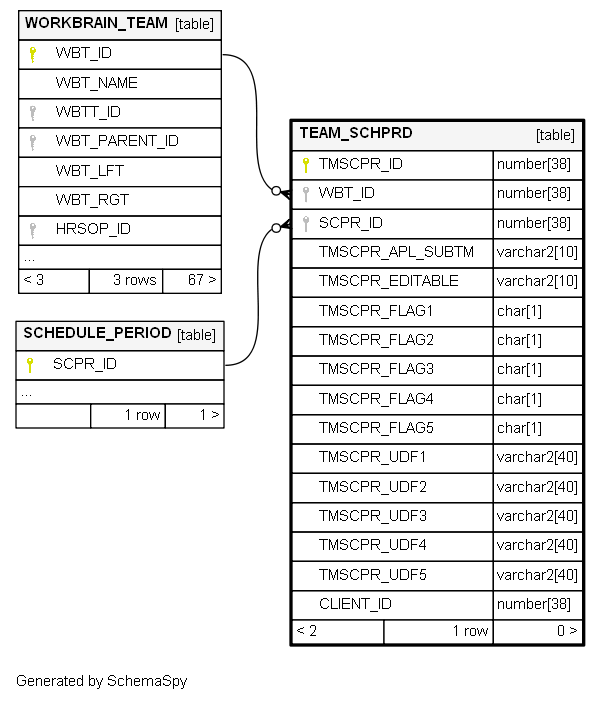 WORKBRAIN_TEAM [table]
WBT_ID
WBT_NAME
WBTT_ID
WBT_PARENT_ID
WBT_LFT
WBT_RGT
HRSOP_ID
...
< 3 3 rows 67 >
SCHEDULE_PERIOD [table]
SCPR_ID
...
1 row 1 >
TEAM_SCHPRD [table]
TMSCPR_ID number[38]
WBT_ID number[38]
SCPR_ID number[38]
TMSCPR_APL_SUBTM varchar2[10]
TMSCPR_EDITABLE varchar2[10]
TMSCPR_FLAG1 char[1]
TMSCPR_FLAG2 char[1]
TMSCPR_FLAG3 char[1]
TMSCPR_FLAG4 char[1]
TMSCPR_FLAG5 char[1]
TMSCPR_UDF1 varchar2[40]
TMSCPR_UDF2 varchar2[40]
TMSCPR_UDF3 varchar2[40]
TMSCPR_UDF4 varchar2[40]
TMSCPR_UDF5 varchar2[40]
CLIENT_ID number[38]
< 2 1 row 0 >
Generated by SchemaSpy